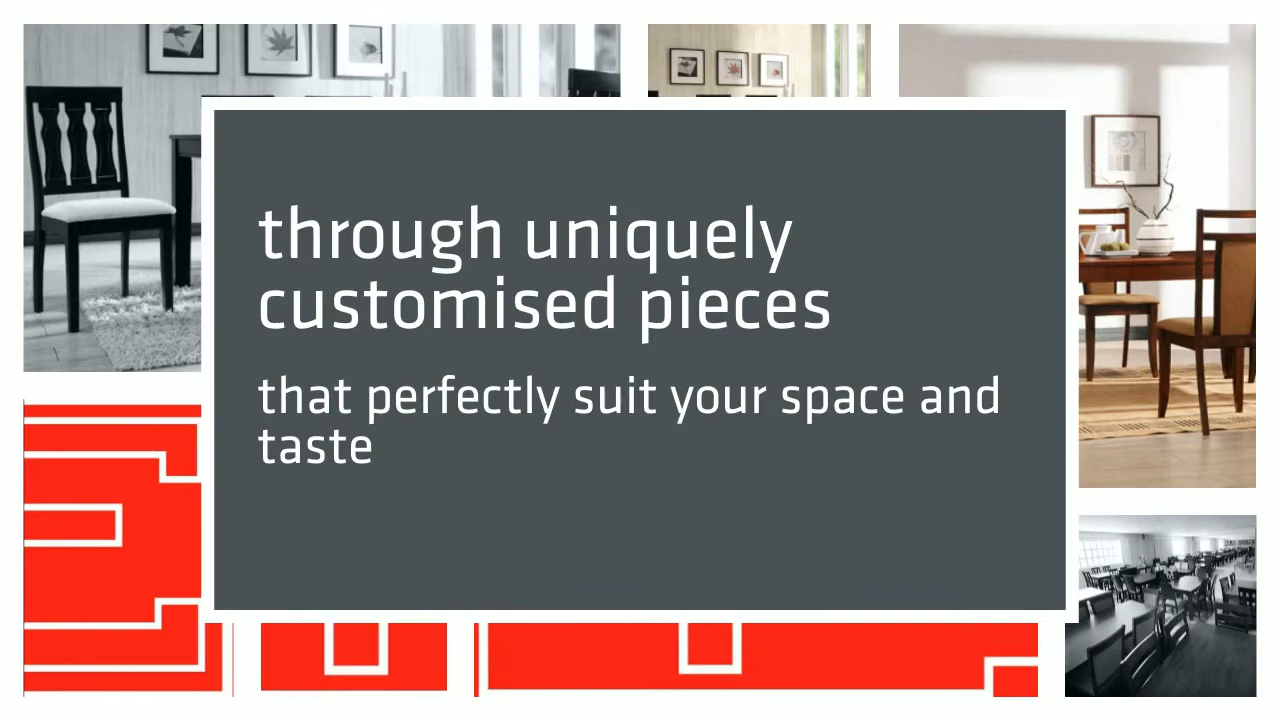 through uniquely
customised pieces
that perfectly suit your space and
taste